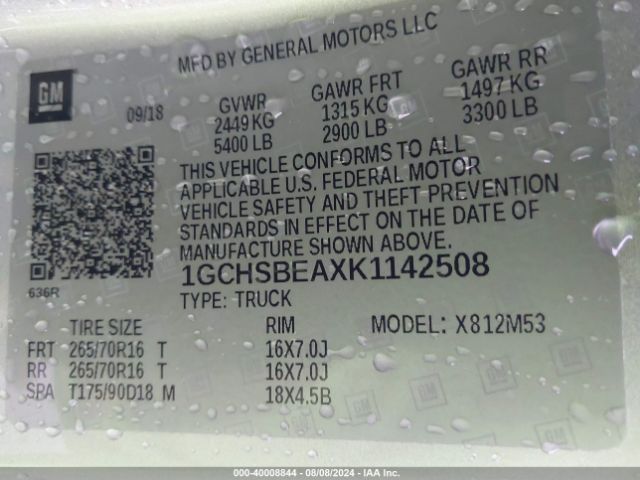 MFD BY GENERAL MOTORS LLC
GM
09/18
GVWR GAWR FRT GAWR RR
2449 KG 1315 KG 1497 KG
5400 LB 2900 LB 3300 LB
THIS VEHICLE CONFORMS TO ALL
APPLICABLE U.S. FEDERAL MOTOR
VEHICLE SAFETY AND THEFT PREVENTION
STANDARDS IN EFFECT ON THE DATE OF
MANUFACTURE SHOWN ABOVE.
636R
1GCHSBEAXK1142508
TYPE: TRUCK
TIRE SIZE RIM MODEL: X812M53
FRT 265/70R16 T 16X7.0J
RR 265/70R16 T 16X7.0J
SPA T175/90D18 M 18X4.5B
000-40008844 - 08/08/2024 - IAA Inc.